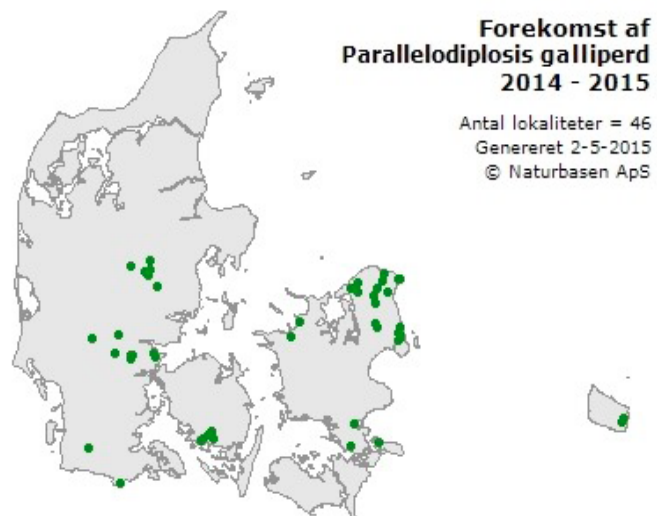 Forekomst af
Parallelodiplosis galliperd
2014 - 2015
Antal lokaliteter = 46
Genereret 2-5-2015
© Naturbasen ApS